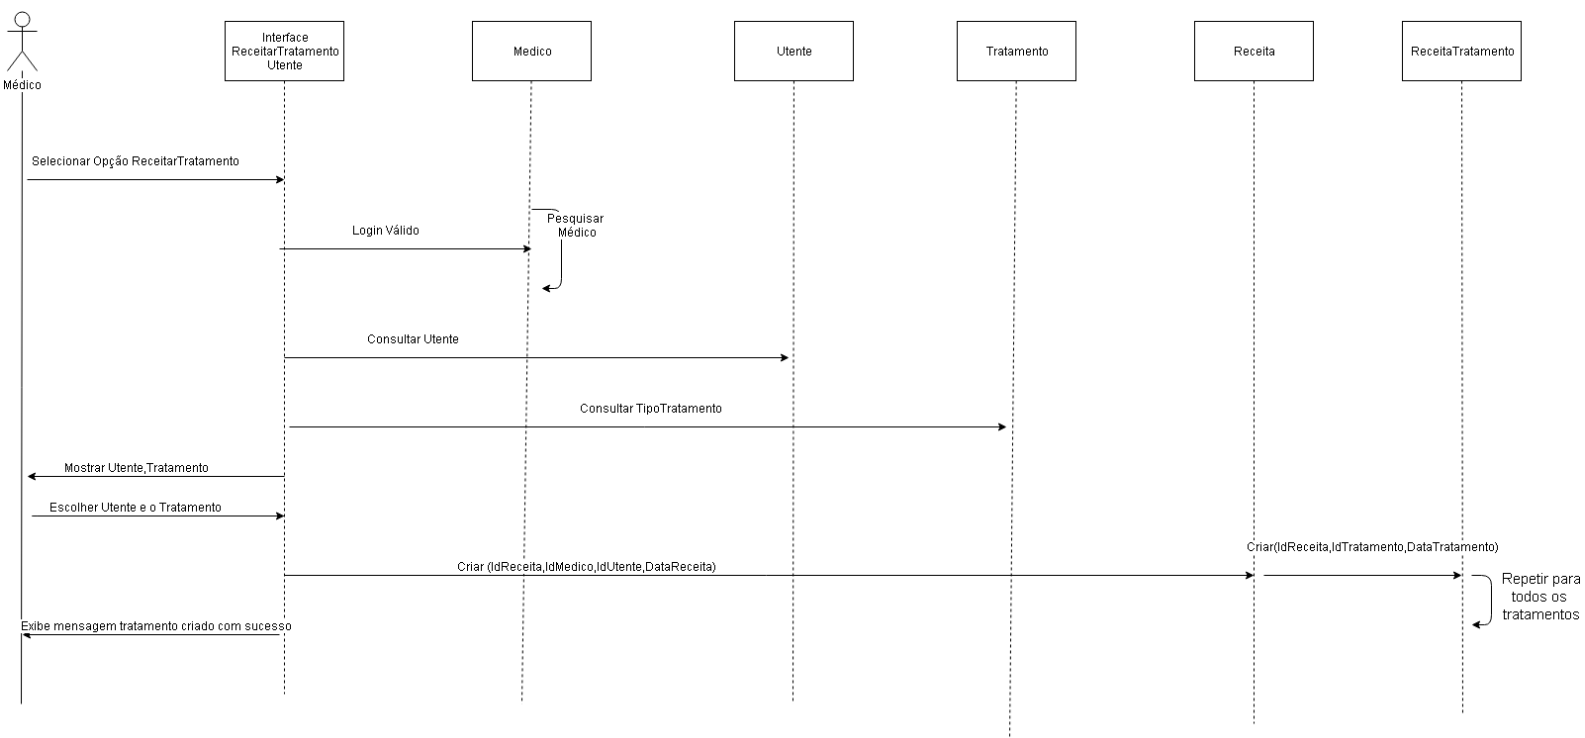 Médico
Interface
ReceitarTratamento
Utente
Medico
Utente
Tratamento
Receita
ReceitaTratamento
Selecionar Opção ReceitarTratamento
Pesquisar
Médico
Login Válido
Consultar Utente
Consultar TipoTratamento
Mostrar Utente,Tratamento
Escolher Utente e o Tratamento
Criar(IdReceita,IdTratamento,DataTratamento)
Criar (IdReceita,IdMedico,IdUtente,DataReceita)
Repetir para
todos os
tratamentos
Exibe mensagem tratamento criado com sucesso